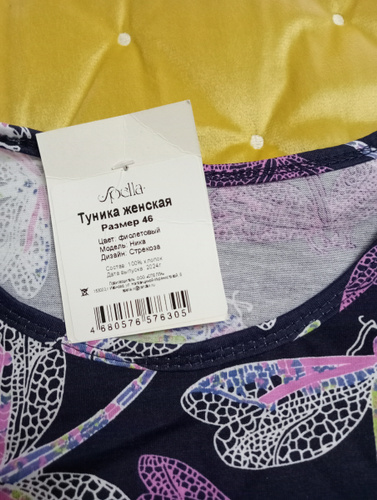 Spella
Туника женская
Размер 46
Цвет: фиолетовый
Модель: Ника
Дизайн: Стрекоза
Состав: 100% хлопок
Дата выпуска: 2024г.
4 680576 576305